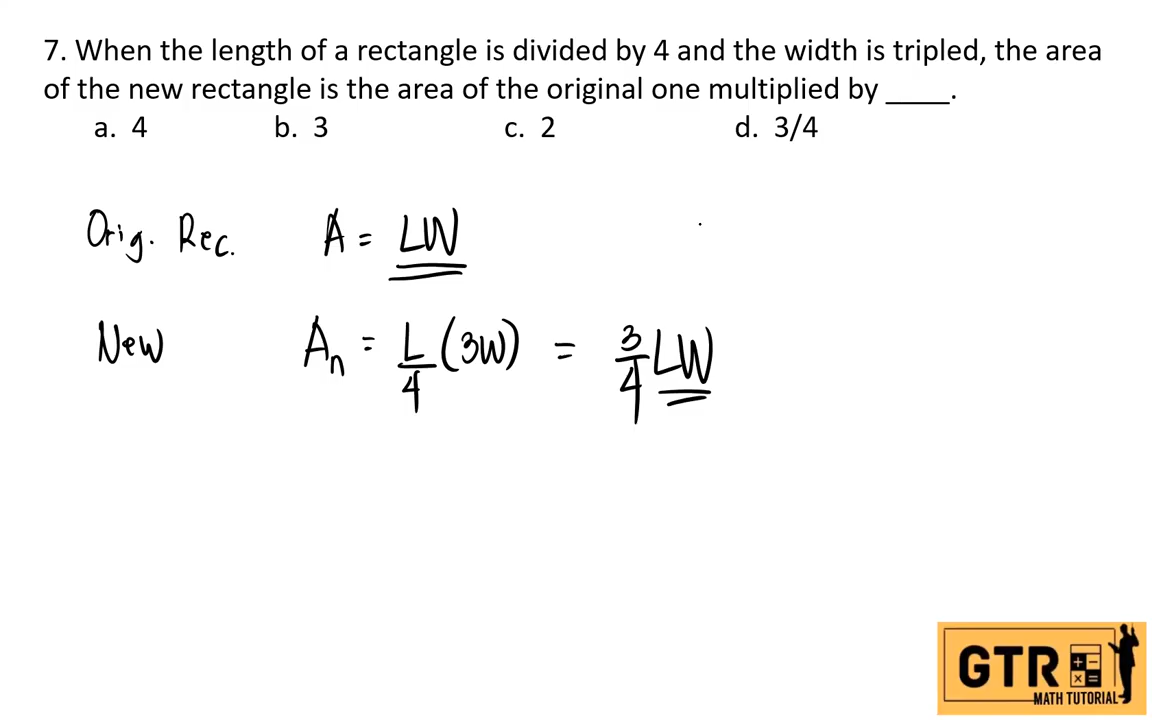 7. When the length of a rectangle is divided by 4 and the width is tripled, the area
of the new rectangle is the area of the original one multiplied by ____.
a. 4 b. 3 c. 2 d. 3/4
Orig. Rec. A = LW
New Aₙ = L/4 (3W) = 3/4 LW
GTR
MATH TUTORIAL